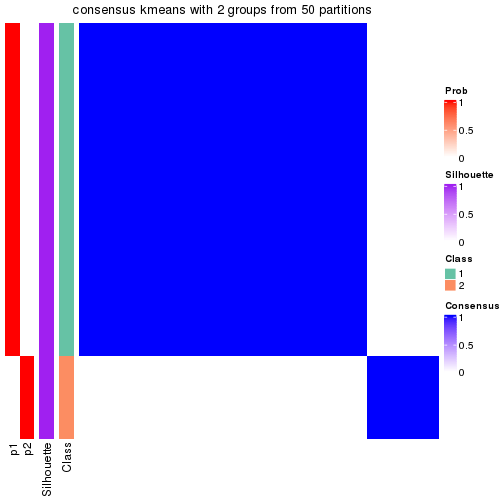 consensus kmeans with 2 groups from 50 partitions
Prob
1
0.5
0
Silhouette
1
0.5
0
Class
1
2
Consensus
1
0.5
0
p1
p2
Silhouette
Class